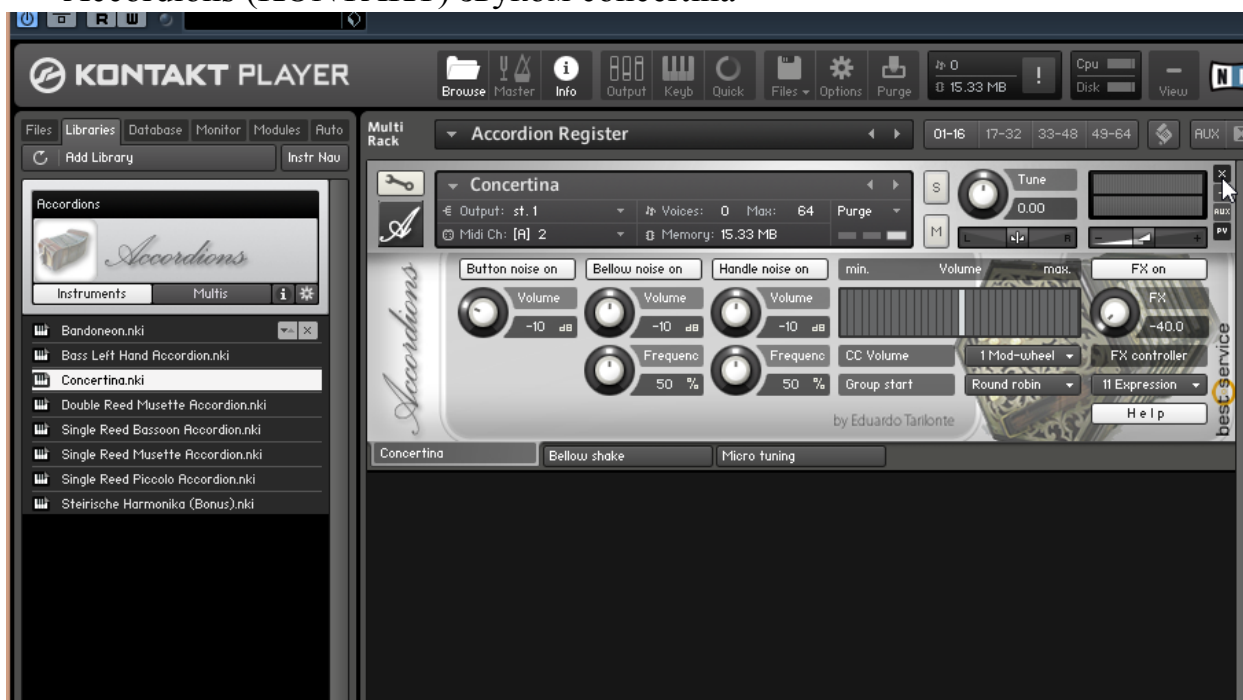 Accordions (KONTAKT) звуком concertina
R W
KONTAKT PLAYER
Browse Master Info Output Keyb Quick Files Options Purge
0
15.33 MB
!
Cpu
Disk
View
N
Files Libraries Database Monitor Modules Auto
Add Library Instr Nav
Multi Rack
Accordion Register
01-16 17-32 33-48 49-64 AUX
Accordions
Accordions
Instruments Multis i
Bandoneon.nki
Bass Left Hand Accordion.nki
Concertina.nki
Double Reed Musette Accordion.nki
Single Reed Bassoon Accordion.nki
Single Reed Musette Accordion.nki
Single Reed Piccolo Accordion.nki
Steirische Harmonika (Bonus).nki
A
Concertina
Output: st.1 Voices: 0 Max: 64 Purge
Midi Ch: [A] 2 Memory: 15.33 MB
S
M
Tune
0.00
L R
- +
×
AUX
PV
Accordions
Button noise on Bellow noise on Handle noise on min. Volume max. FX on
Volume Volume Volume FX
-10 dB -10 dB -10 dB -40.0
Frequenc Frequenc CC Volume 1 Mod-wheel FX controller
50 % 50 % Group start Round robin 11 Expression
by Eduardo Tarilonte Help
best service
Concertina Bellow shake Micro tuning